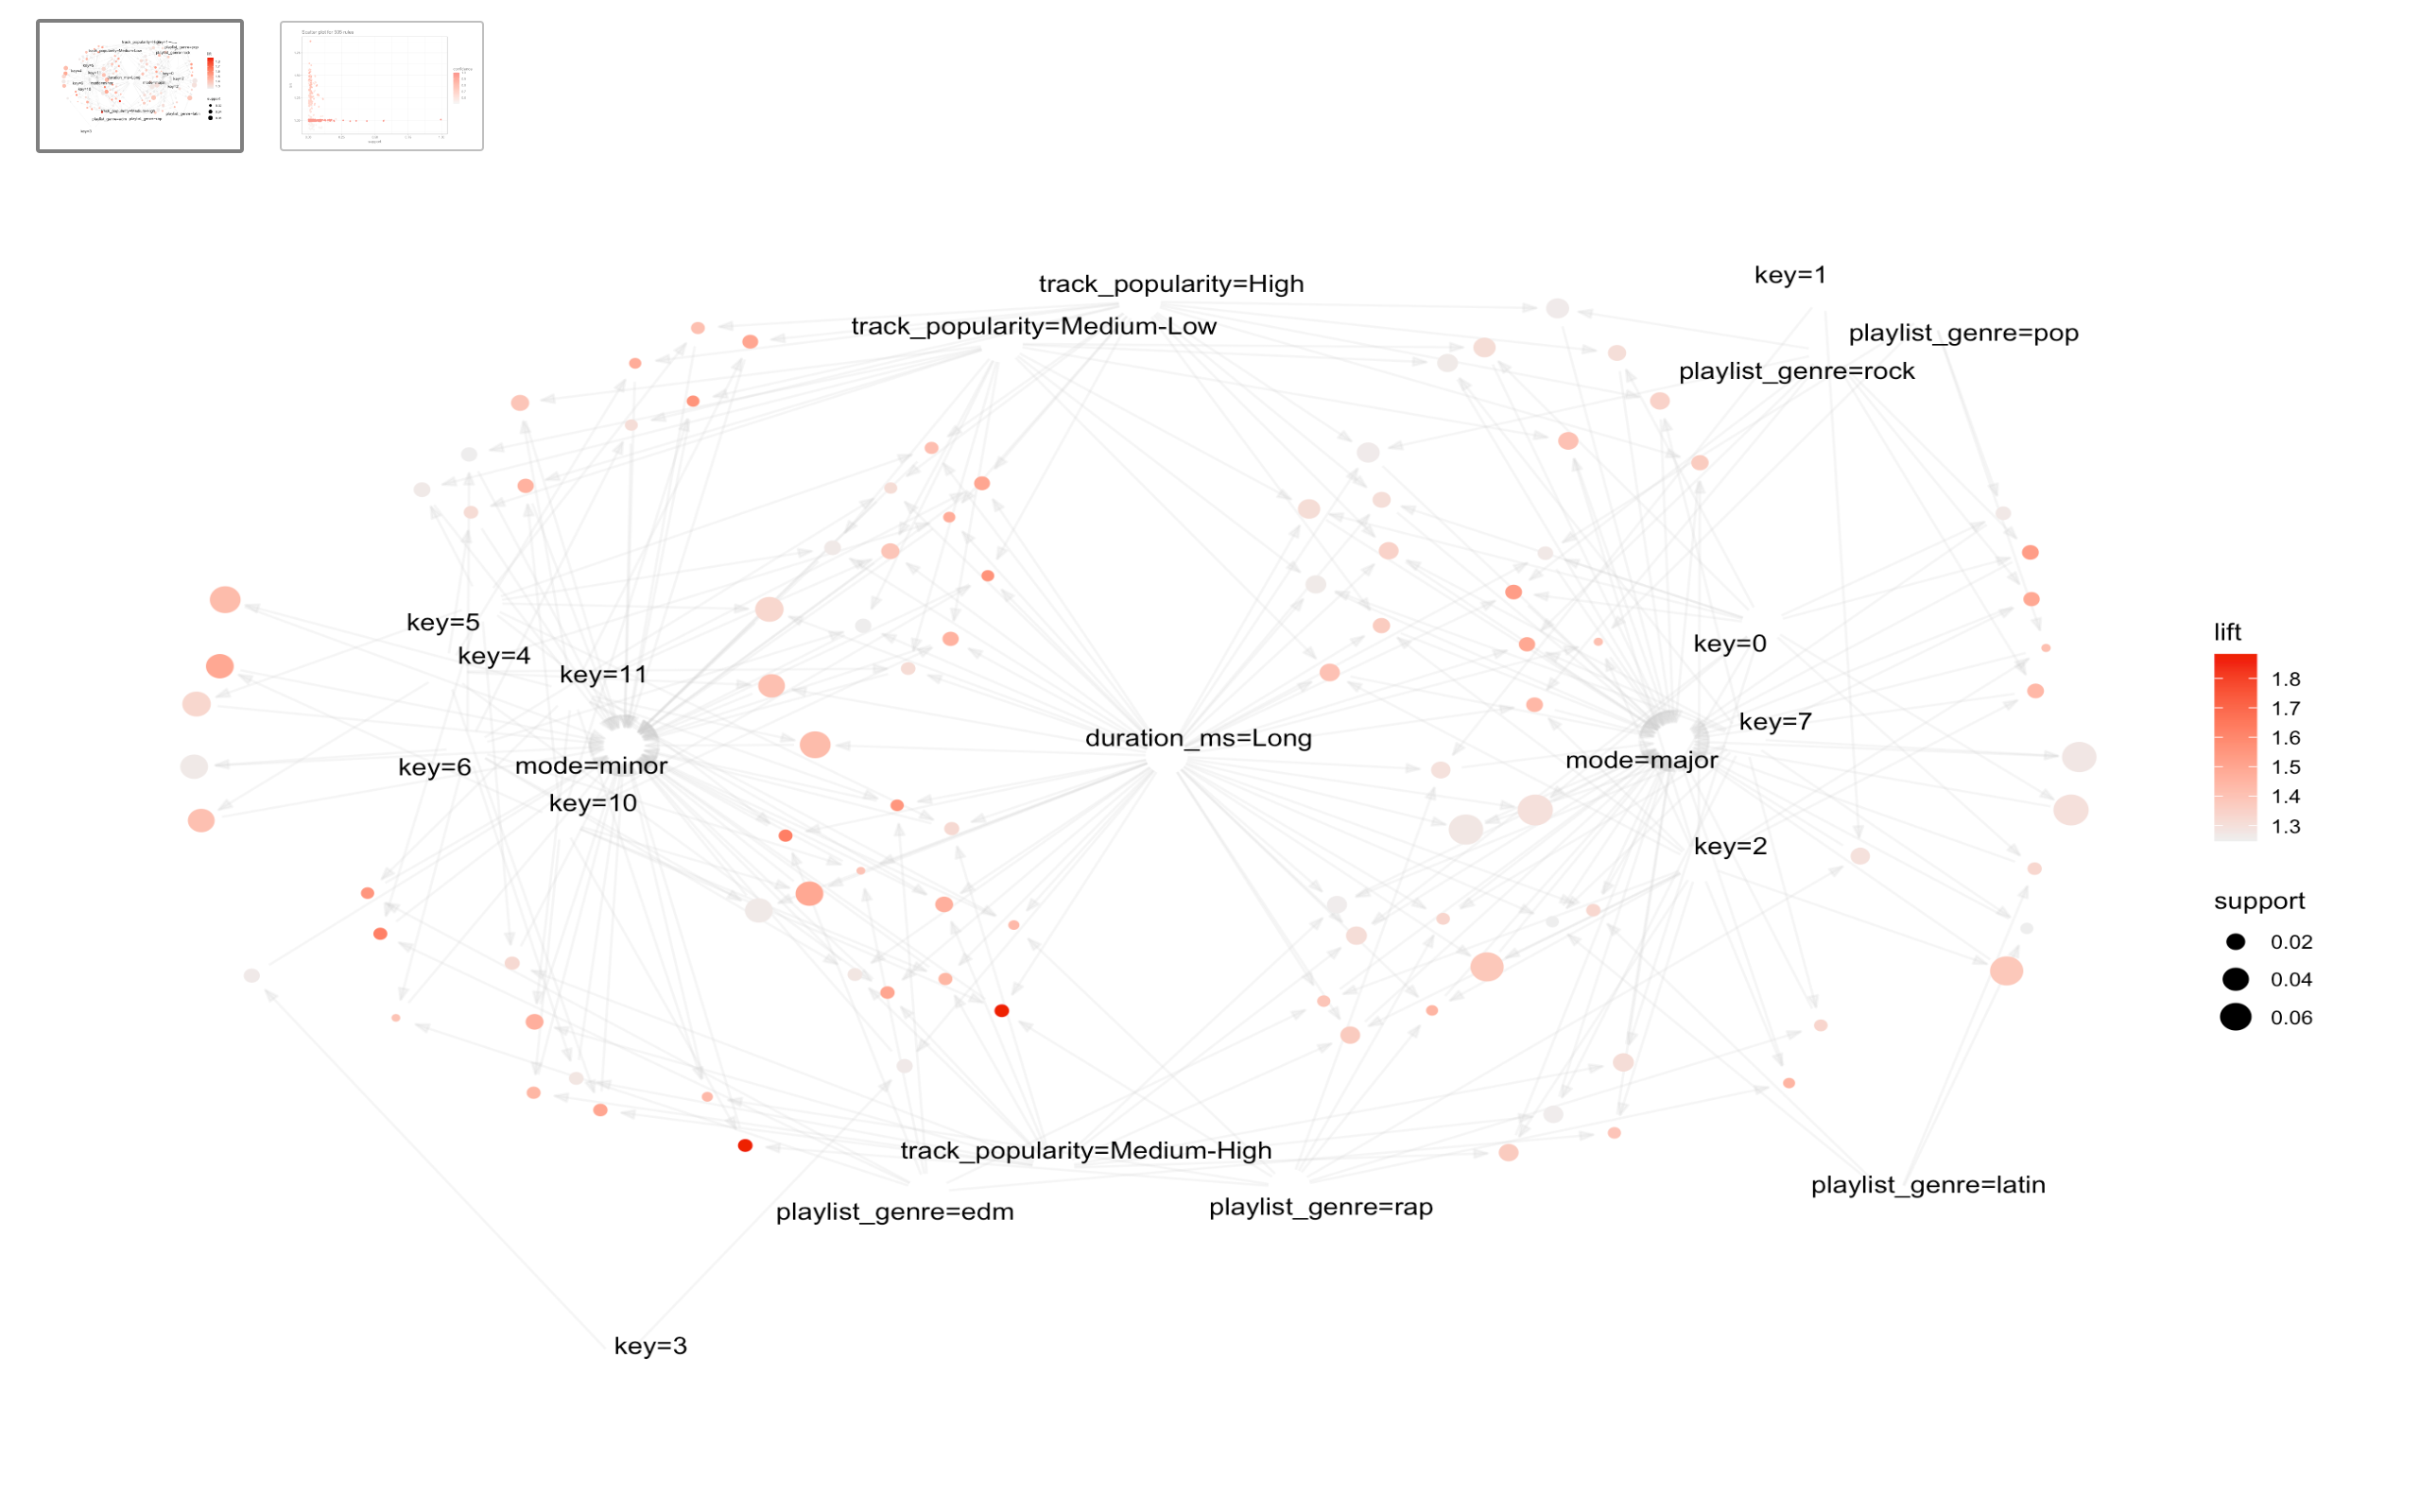 track_popularity=High
key=1
track_popularity=Medium-Low
playlist_genre=pop
playlist_genre=rock
key=5
key=4
key=11
key=0
key=7
duration_ms=Long
mode=minor
mode=major
key=6
key=10
key=2
track_popularity=Medium-High
playlist_genre=latin
playlist_genre=edm
playlist_genre=rap
key=3
lift
1.8
1.7
1.6
1.5
1.4
1.3
support
0.02
0.04
0.06